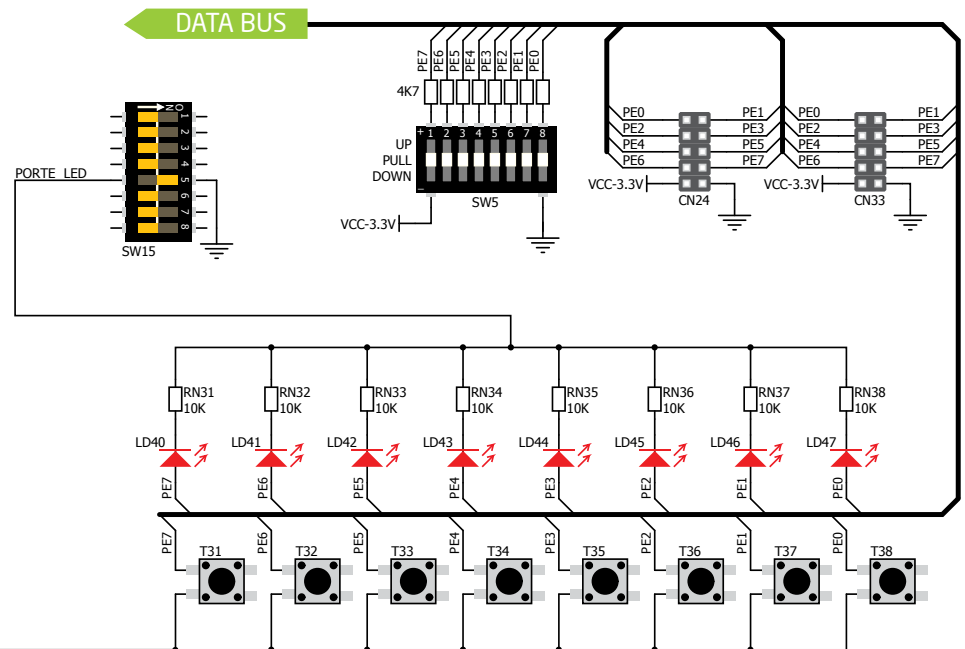 DATA BUS
PE7 PE6 PE5 PE4 PE3 PE2 PE1 PE0
4K7
+ 1 2 3 4 5 6 7 8
UP
PULL
DOWN
–
SW5
VCC-3.3V
ON
1
2
3
4
5
6
7
8
PORTE LED
SW15
PE0 PE1
PE2 PE3
PE4 PE5
PE6 PE7
VCC-3.3V
CN24
PE0 PE1
PE2 PE3
PE4 PE5
PE6 PE7
VCC-3.3V
CN33
RN31 RN32 RN33 RN34 RN35 RN36 RN37 RN38
10K 10K 10K 10K 10K 10K 10K 10K
LD40 LD41 LD42 LD43 LD44 LD45 LD46 LD47
PE7 PE6 PE5 PE4 PE3 PE2 PE1 PE0
PE7 PE6 PE5 PE4 PE3 PE2 PE1 PE0
T31 T32 T33 T34 T35 T36 T37 T38